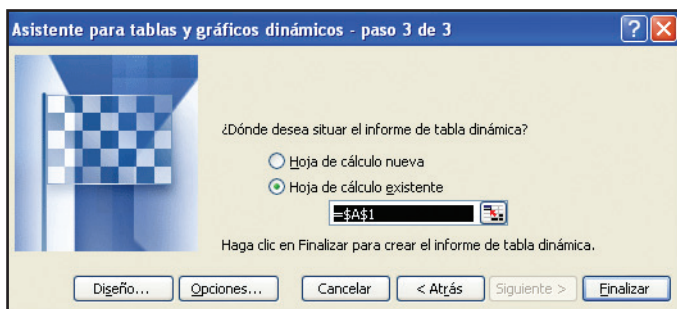 Asistente para tablas y gráficos dinámicos - paso 3 de 3
¿Dónde desea situar el informe de tabla dinámica?
Hoja de cálculo nueva
Hoja de cálculo existente
=$A$1
Haga clic en Finalizar para crear el informe de tabla dinámica.
Diseño... Opciones... Cancelar < Atrás Siguiente > Finalizar